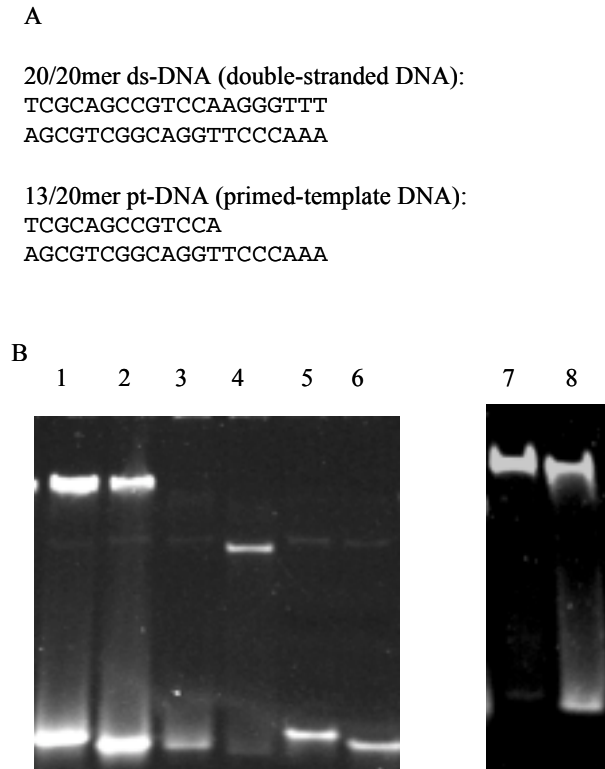 A
20/20mer ds-DNA (double-stranded DNA):
TCGCAGCCGTCCAAGGGTTT
AGCGTCGGCAGGTTCCCAAA
13/20mer pt-DNA (primed-template DNA):
TCGCAGCCGTCCA
AGCGTCGGCAGGTTCCCAAA
B
1 2 3 4 5 6 7 8